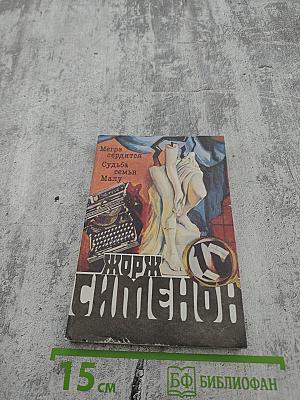 Мегрэ
сердится
Судьба
семьи
Малу
ЖОРЖ
СИМЕНОН
15 см
БФ БИБЛИОФАН